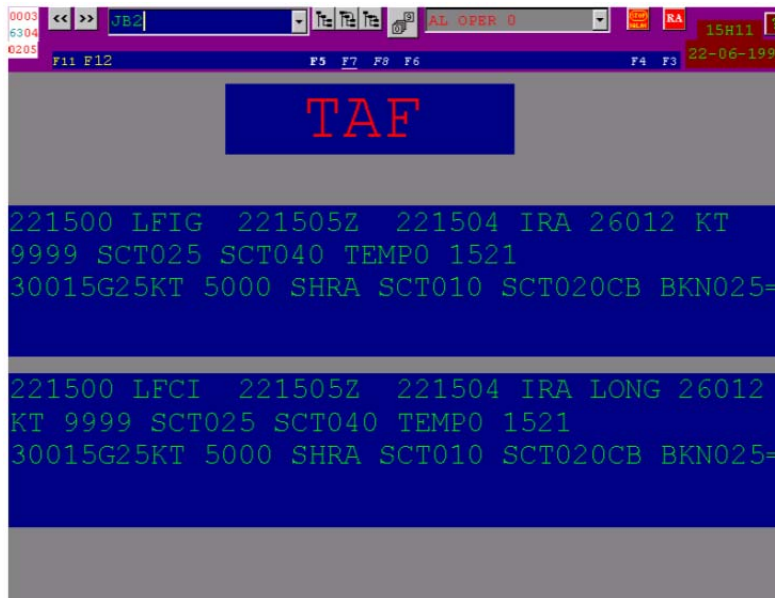 0003
6304
0205
<< >> JB2 AL OPER 0 RA
15H11
22-06-199
F11 F12 F5 F7 F8 F6 F4 F3
TAF
221500 LFIG 221505Z 221504 IRA 26012 KT
9999 SCT025 SCT040 TEMP0 1521
30015G25KT 5000 SHRA SCT010 SCT020CB BKN025=
221500 LFCI 221505Z 221504 IRA LONG 26012
KT 9999 SCT025 SCT040 TEMP0 1521
30015G25KT 5000 SHRA SCT010 SCT020CB BKN025=